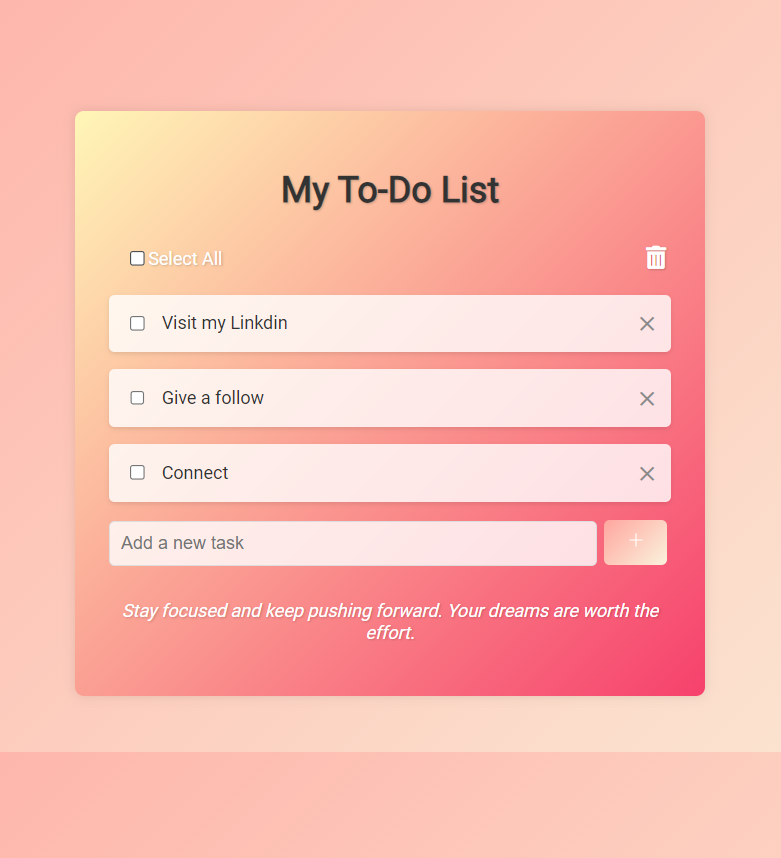 My To-Do List
Select All
Visit my Linkdin
Give a follow
Connect
Add a new task
+
Stay focused and keep pushing forward. Your dreams are worth the
effort.